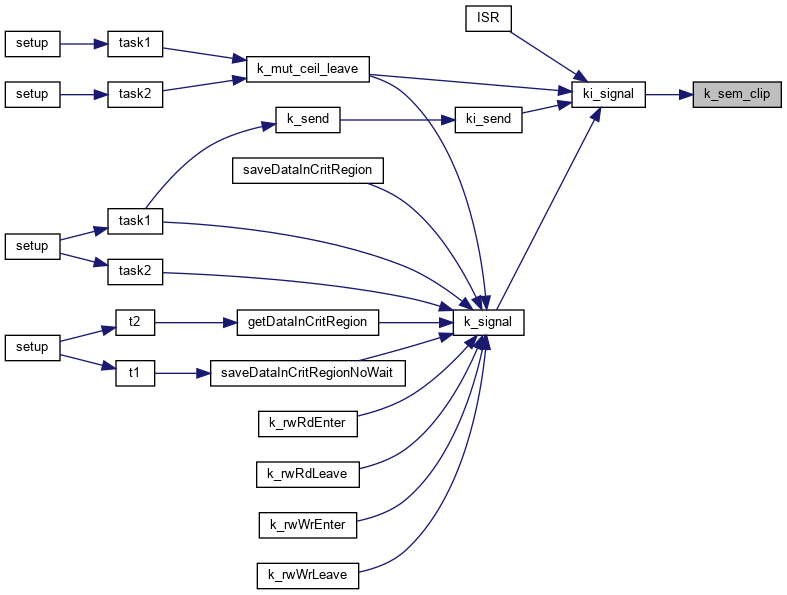 ISR
setup
task1
k_mut_ceil_leave
setup
task2
ki_signal
k_sem_clip
k_send
ki_send
saveDataInCritRegion
task1
setup
task2
t2
getDataInCritRegion
k_signal
setup
t1
saveDataInCritRegionNoWait
k_rwRdEnter
k_rwRdLeave
k_rwWrEnter
k_rwWrLeave